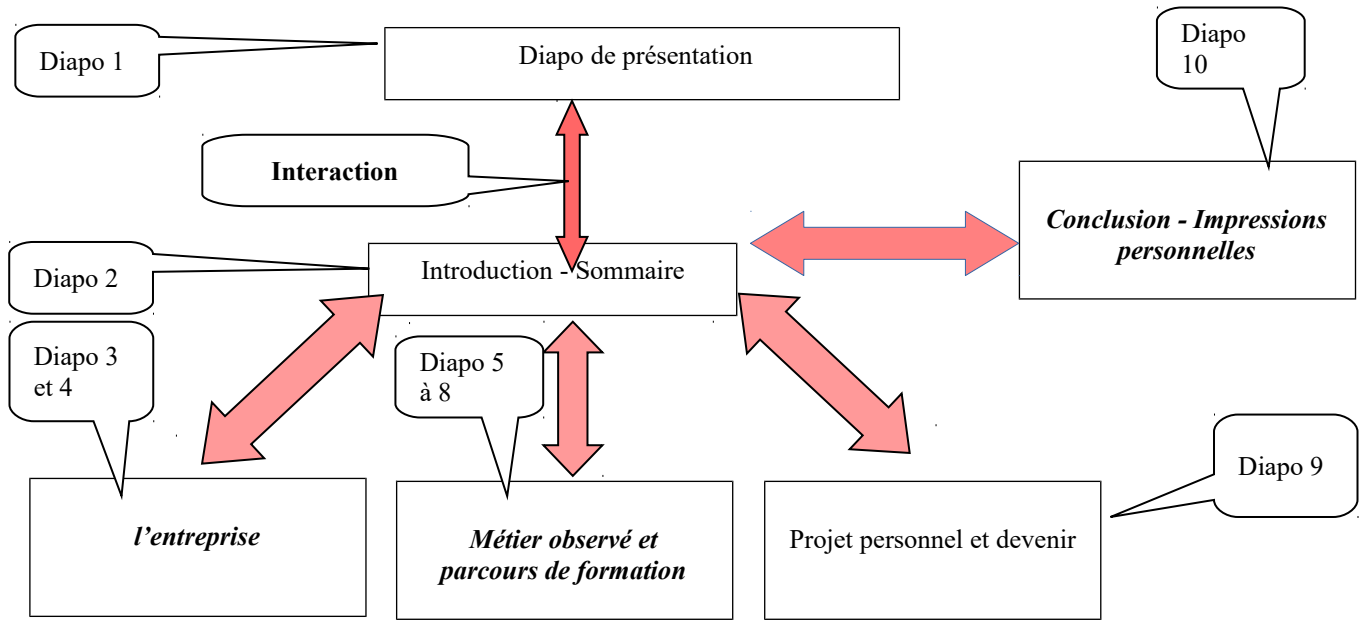 Diapo 1
Diapo de présentation
Diapo
10
Interaction
Conclusion - Impressions
personnelles
Diapo 2
Introduction - Sommaire
Diapo 3
et 4
Diapo 5
à 8
Diapo 9
l’entreprise
Métier observé et
parcours de formation
Projet personnel et devenir